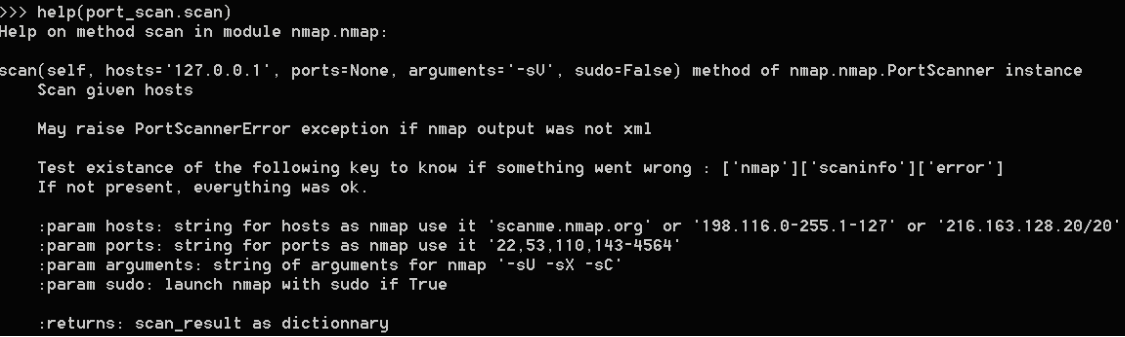 >>> help(port_scan.scan)
Help on method scan in module nmap.nmap:
scan(self, hosts='127.0.0.1', ports=None, arguments='-sV', sudo=False) method of nmap.nmap.PortScanner instance
Scan given hosts
May raise PortScannerError exception if nmap output was not xml
Test existance of the following key to know if something went wrong : ['nmap']['scaninfo']['error']
If not present, everything was ok.
:param hosts: string for hosts as nmap use it 'scanme.nmap.org' or '198.116.0-255.1-127' or '216.163.128.20/20'
:param ports: string for ports as nmap use it '22,53,110,143-4564'
:param arguments: string of arguments for nmap '-sU -sX -sC'
:param sudo: launch nmap with sudo if True
:returns: scan_result as dictionnary